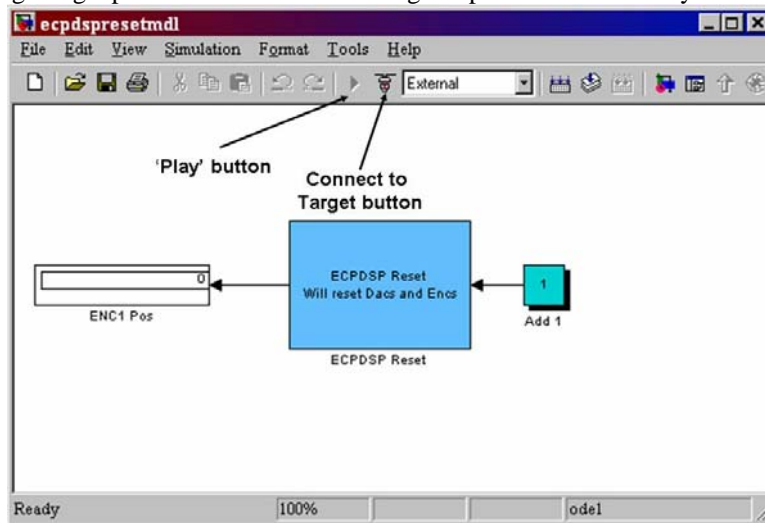 ecpdspresetmdl
File Edit View Simulation Format Tools Help
External
'Play' button
Connect to
Target button
0
ENC1 Pos
ECPDSP Reset
Will reset Dacs and Encs
ECPDSP Reset
1
Add 1
Ready 100% ode1